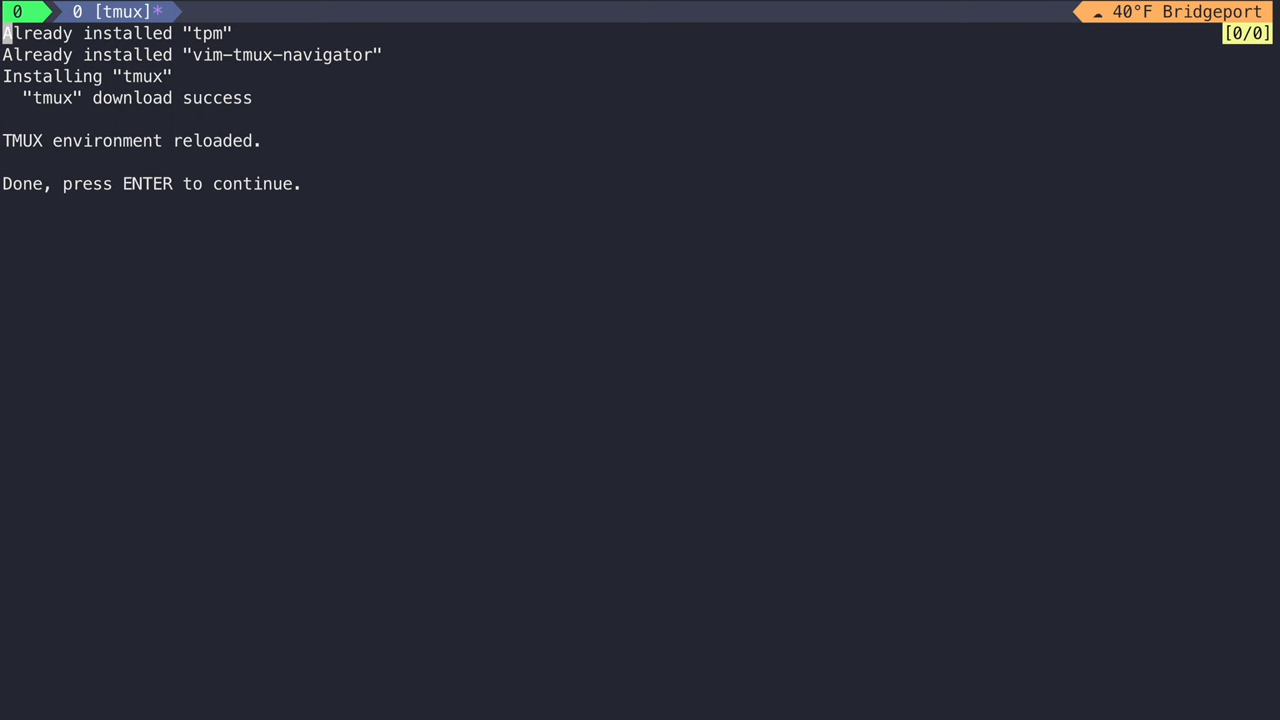 0 0 [tmux]* ☁ 40°F Bridgeport
Already installed "tpm" [0/0]
Already installed "vim-tmux-navigator"
Installing "tmux"
"tmux" download success
TMUX environment reloaded.
Done, press ENTER to continue.